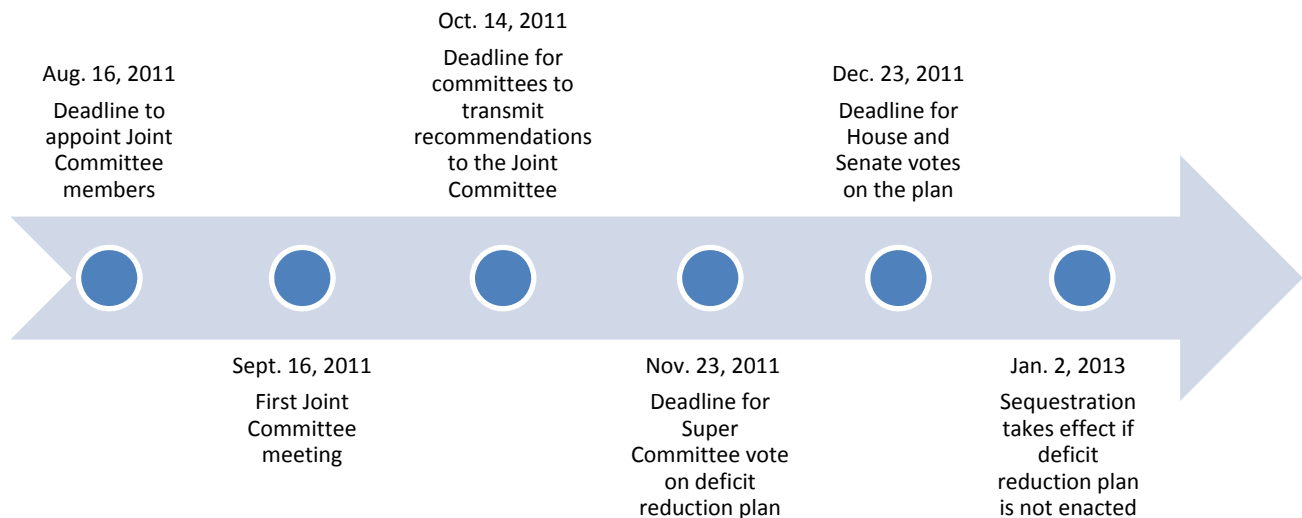 Aug. 16, 2011
Deadline to
appoint Joint
Committee
members
Sept. 16, 2011
First Joint
Committee
meeting
Oct. 14, 2011
Deadline for
committees to
transmit
recommendations
to the Joint
Committee
Nov. 23, 2011
Deadline for
Super
Committee vote
on deficit
reduction plan
Dec. 23, 2011
Deadline for
House and
Senate votes
on the plan
Jan. 2, 2013
Sequestration
takes effect if
deficit
reduction plan
is not enacted